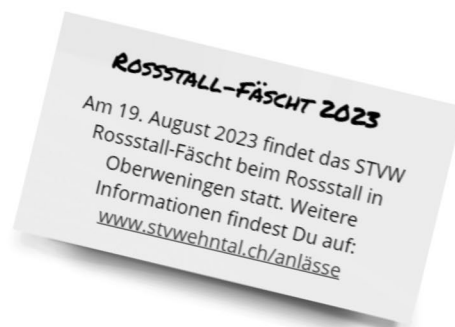 Rossstall-Fäscht 2023
Am 19. August 2023 findet das STVW
Rossstall-Fäscht beim Rossstall in
Oberweningen statt. Weitere
Informationen findest Du auf:
www.stvwehntal.ch/anlässe